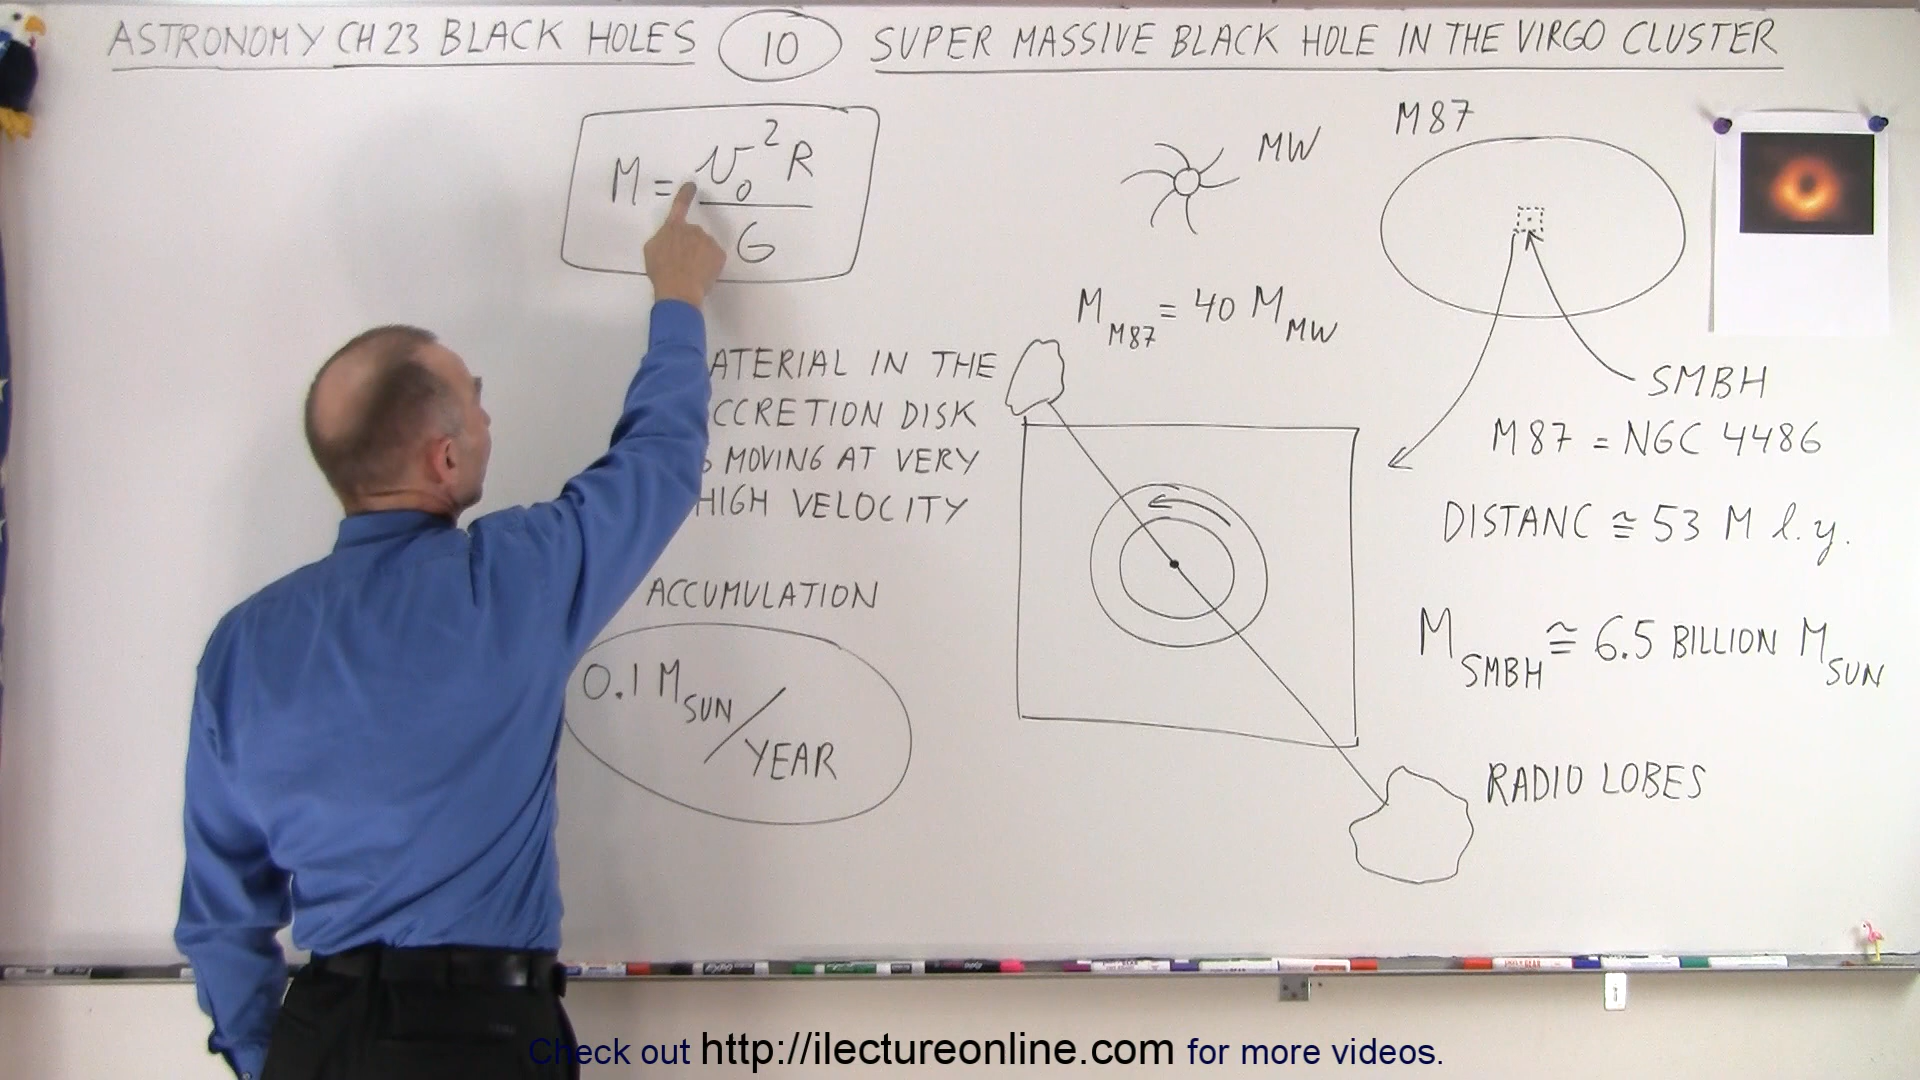 ASTRONOMY CH 23 BLACK HOLES 10 SUPER MASSIVE BLACK HOLE IN THE VIRGO CLUSTER
M = v₀² R / G
MW
M87
M_M87 = 40 M_MW
SMBH
M87 = NGC 4486
DISTANC ≅ 53 M l.y.
M_SMBH ≅ 6.5 BILLION M_SUN
ATERIAL IN THE
CCRETION DISK
S MOVING AT VERY
HIGH VELOCITY
ACCUMULATION
0.1 M_SUN / YEAR
RADIO LOBES
Check out http://ilectureonline.com for more videos.